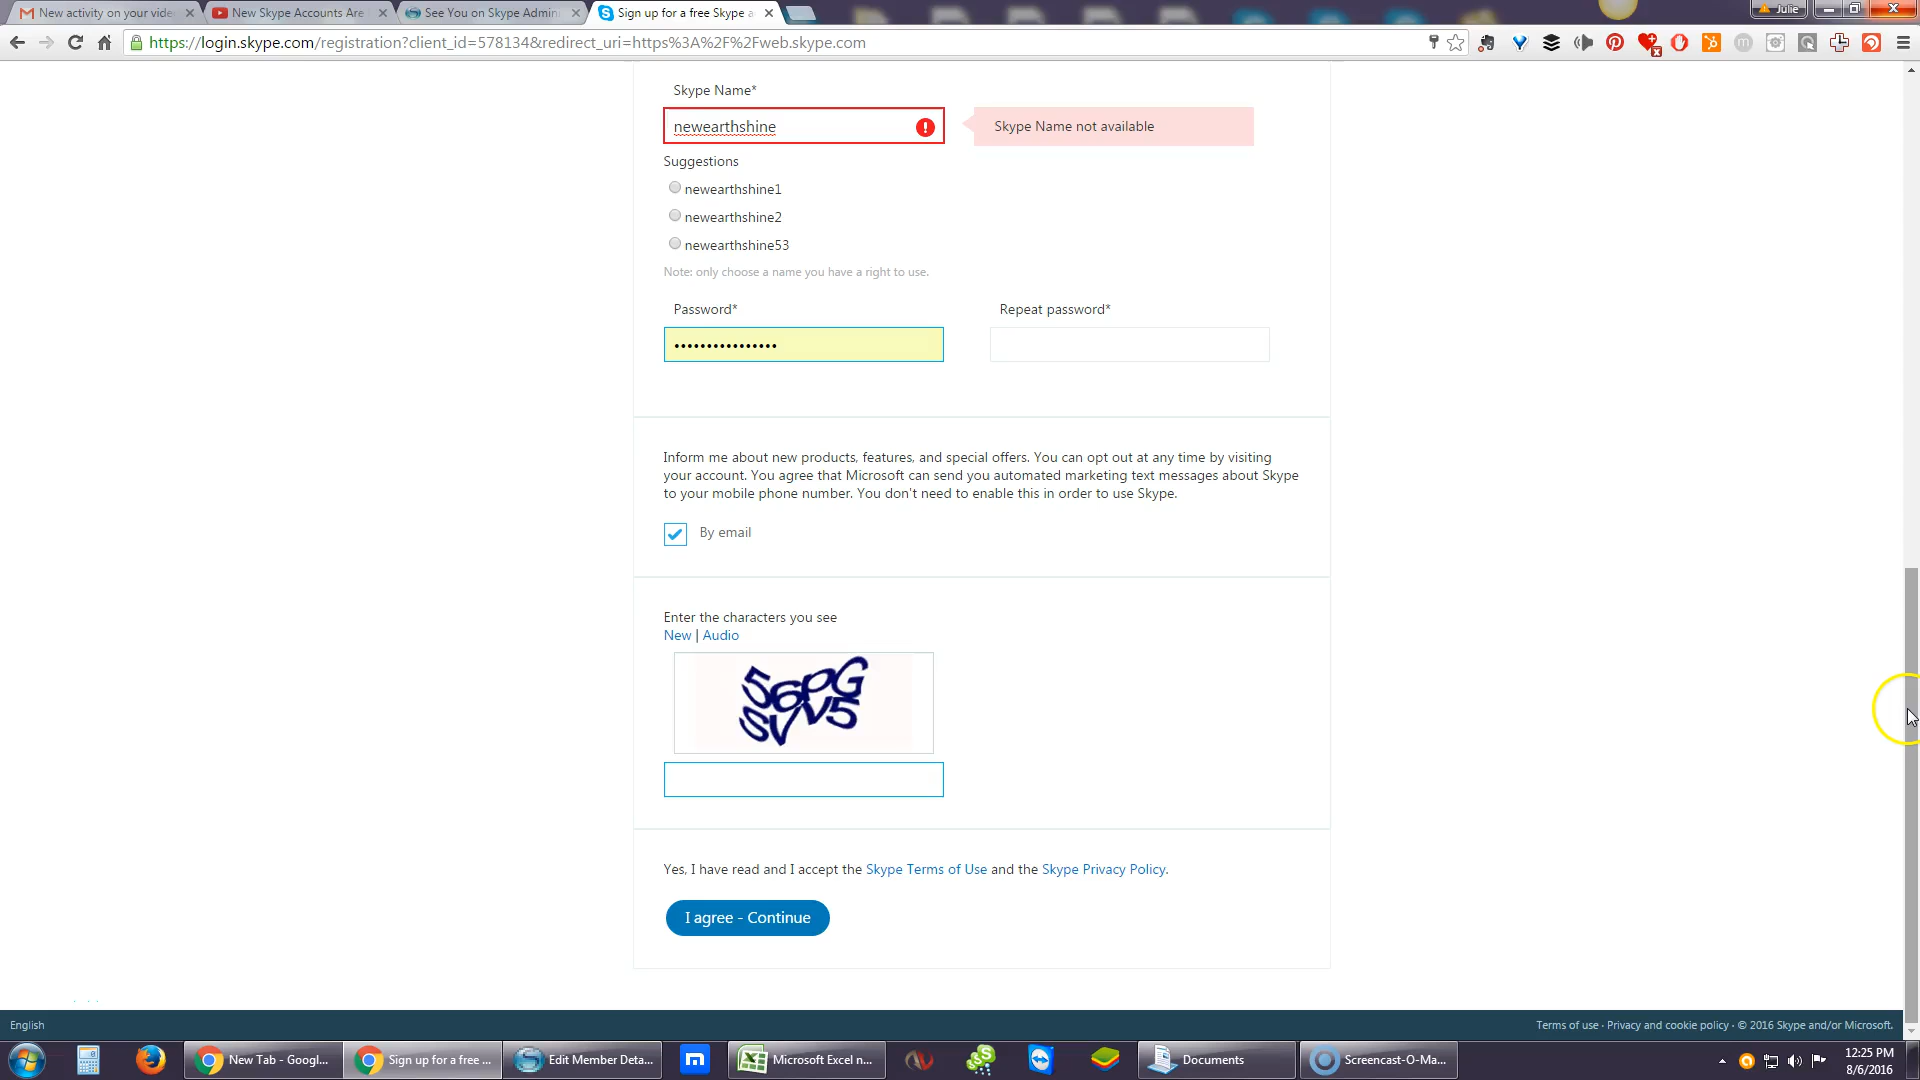 New activity on your vide
New Skype Accounts Are
See You on Skype Admin
Sign up for a free Skype a
Julie
https://login.skype.com/registration?client_id=578134&redirect_uri=https%3A%2F%2Fweb.skype.com
Skype Name*
newearthshine
Skype Name not available
Suggestions
newearthshine1
newearthshine2
newearthshine53
Note: only choose a name you have a right to use.
Password*
Repeat password*
Inform me about new products, features, and special offers. You can opt out at any time by visiting
your account. You agree that Microsoft can send you automated marketing text messages about Skype
to your mobile phone number. You don't need to enable this in order to use Skype.
By email
Enter the characters you see
New | Audio
56PG
SVV5
Yes, I have read and I accept the Skype Terms of Use and the Skype Privacy Policy.
I agree - Continue
English
Terms of use · Privacy and cookie policy · © 2016 Skype and/or Microsoft.
New Tab - Googl...
Sign up for a free ...
Edit Member Deta...
Microsoft Excel n...
Documents
Screencast-O-Ma...
12:25 PM
8/6/2016